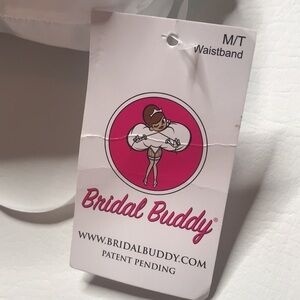 M/T
Waistband
Bridal Buddy®
WWW.BRIDALBUDDY.COM
PATENT PENDING